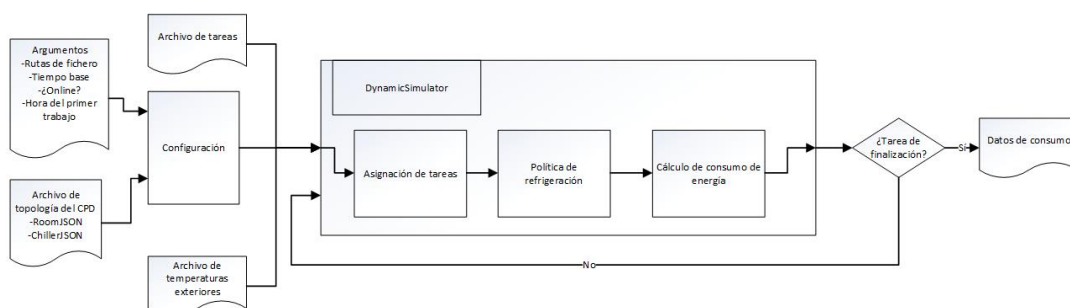 Archivo de tareas
Argumentos
-Rutas de fichero
-Tiempo base
-¿Online?
-Hora del primer
trabajo
Configuración
Archivo de
topología del CPD
-RoomJSON
-ChillerJSON
Archivo de
temperaturas
exteriores
DynamicSimulator
Asignación de tareas
Política de
refrigeración
Cálculo de consumo de
energía
¿Tarea de
finalización?
Sí
Datos de consumo
No